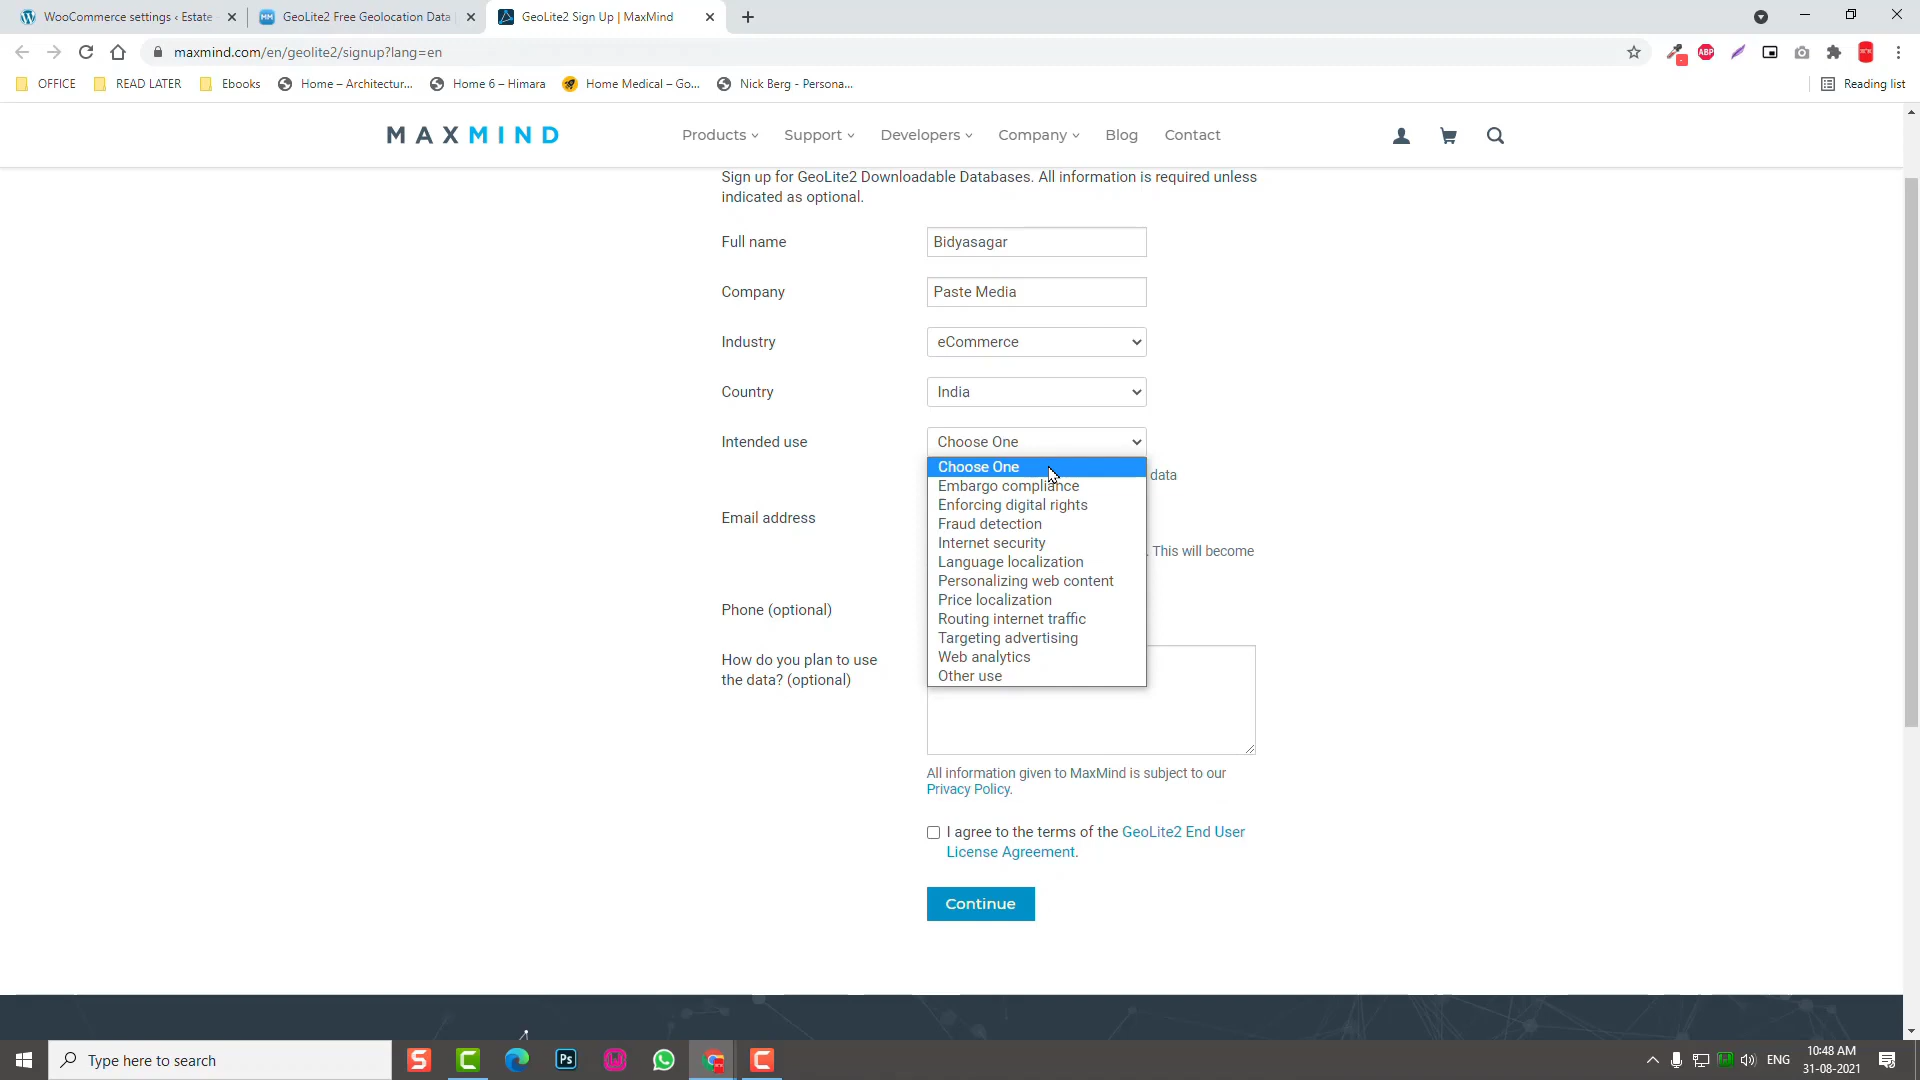 WooCommerce settings ‹ Estate
GeoLite2 Free Geolocation Data
GeoLite2 Sign Up | MaxMind
maxmind.com/en/geolite2/signup?lang=en
ABP
OFFICE
READ LATER
Ebooks
Home – Architectur...
Home 6 – Himara
Home Medical – Go...
Nick Berg - Persona...
Reading list
MAXMIND
Products
Support
Developers
Company
Blog
Contact
Sign up for GeoLite2 Downloadable Databases. All information is required unless
indicated as optional.
Full name
Bidyasagar
Company
Paste Media
Industry
eCommerce
Country
India
Intended use
Choose One
Choose One
data
Embargo compliance
Enforcing digital rights
Email address
Fraud detection
Internet security
. This will become
Language localization
Personalizing web content
Price localization
Phone (optional)
Routing internet traffic
Targeting advertising
Web analytics
Other use
How do you plan to use
the data? (optional)
All information given to MaxMind is subject to our
Privacy Policy.
I agree to the terms of the GeoLite2 End User
License Agreement.
Continue
Type here to search
Ps
ENG
10:48 AM
31-08-2021